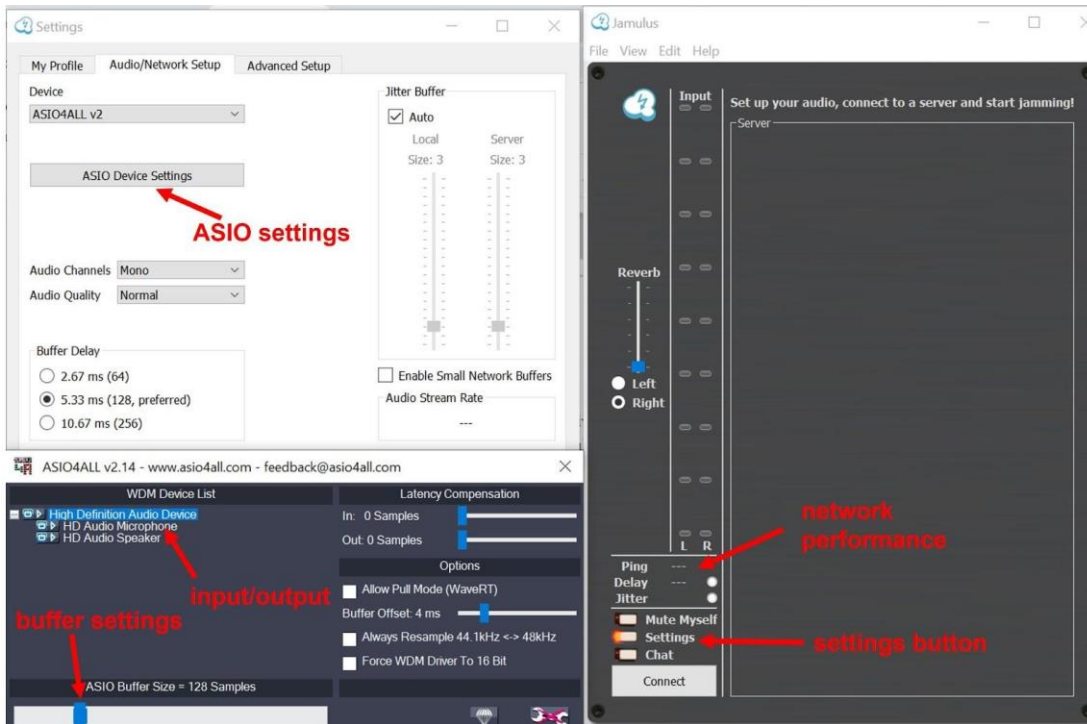 Settings
My Profile Audio/Network Setup Advanced Setup
Device
ASIO4ALL v2
ASIO Device Settings
ASIO settings
Audio Channels Mono
Audio Quality Normal
Buffer Delay
2.67 ms (64)
5.33 ms (128, preferred)
10.67 ms (256)
Jitter Buffer
Auto
Local Server
Size: 3 Size: 3
Enable Small Network Buffers
Audio Stream Rate
---
ASIO4ALL v2.14 - www.asio4all.com - feedback@asio4all.com
WDM Device List
High Definition Audio Device
HD Audio Microphone
HD Audio Speaker
input/output
buffer settings
ASIO Buffer Size = 128 Samples
Latency Compensation
In: 0 Samples
Out: 0 Samples
Options
Allow Pull Mode (WaveRT)
Buffer Offset: 4 ms
Always Resample 44.1kHz <-> 48kHz
Force WDM Driver To 16 Bit
Jamulus
File View Edit Help
Input
Set up your audio, connect to a server and start jamming!
Server
Reverb
Left
Right
L R
network
performance
Ping ---
Delay ---
Jitter
Mute Myself
Settings
settings button
Chat
Connect